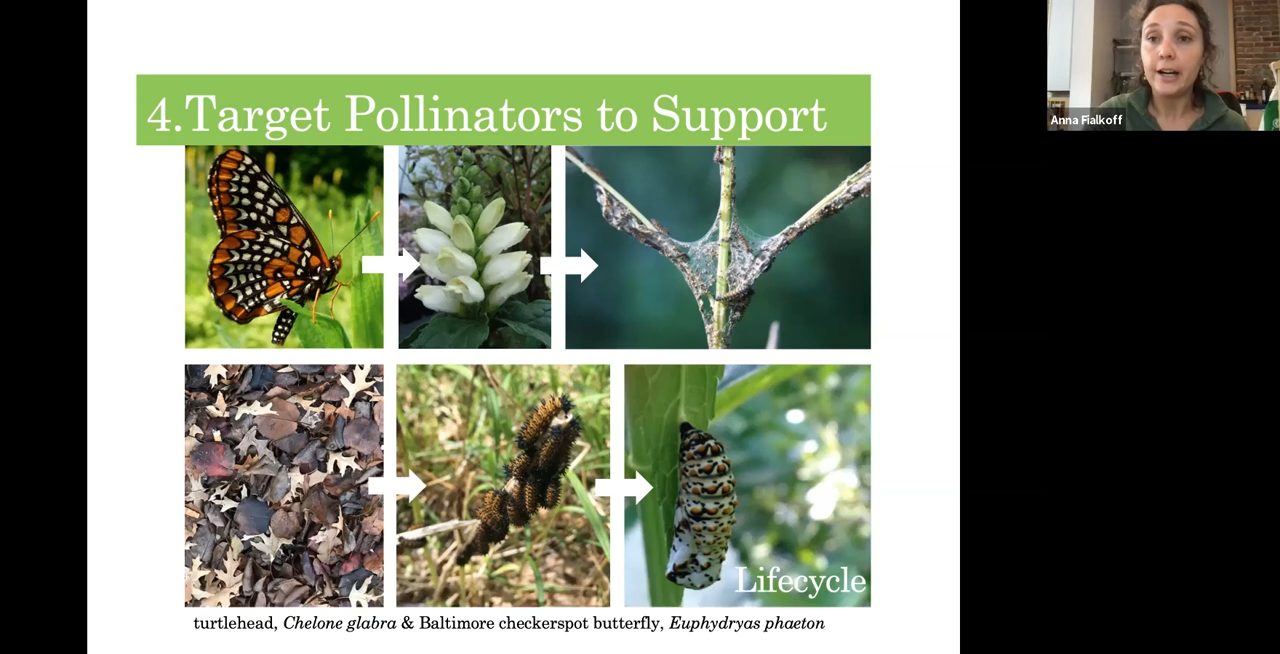 Anna Fialkoff
4.Target Pollinators to Support
Lifecycle
turtlehead, Chelone glabra & Baltimore checkerspot butterfly, Euphydryas phaeton